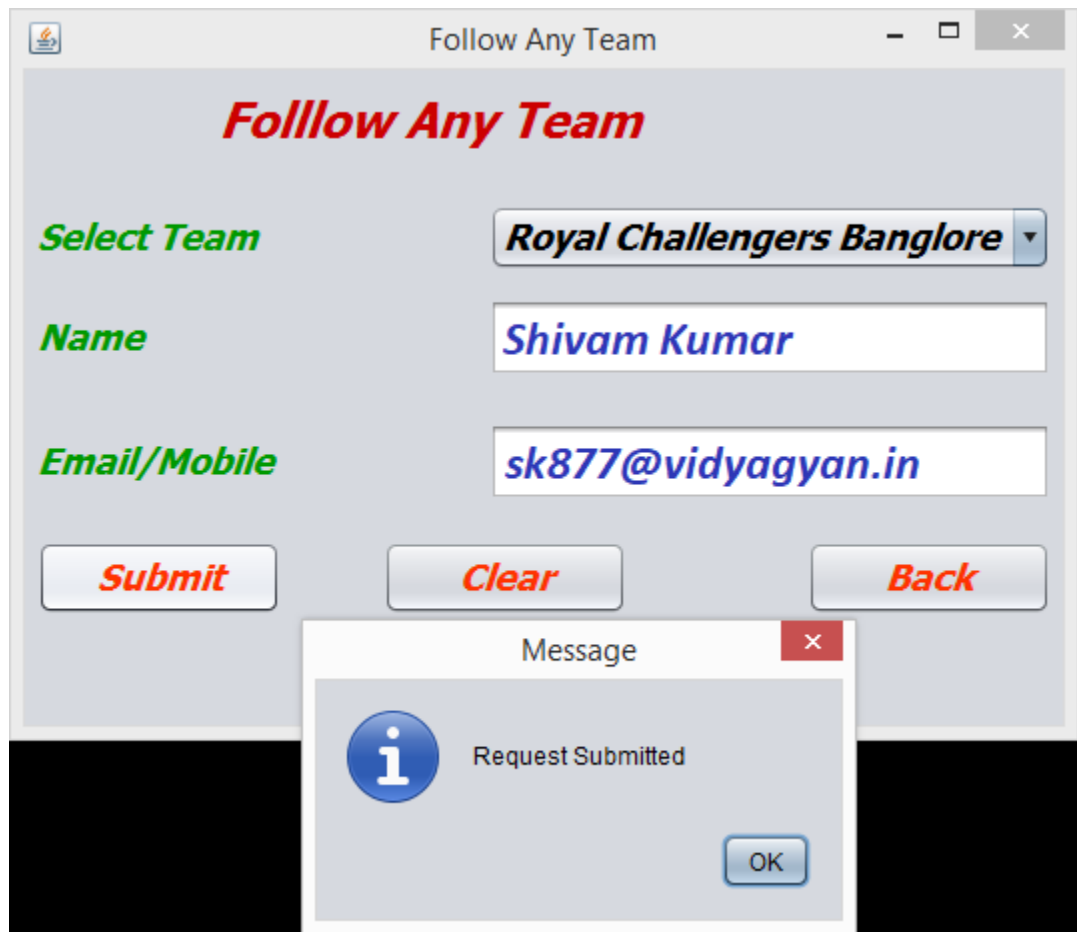 Follow Any Team
Folllow Any Team
Select Team
Royal Challengers Banglore
Name
Shivam Kumar
Email/Mobile
sk877@vidyagyan.in
Submit
Clear
Back
Message
Request Submitted
OK